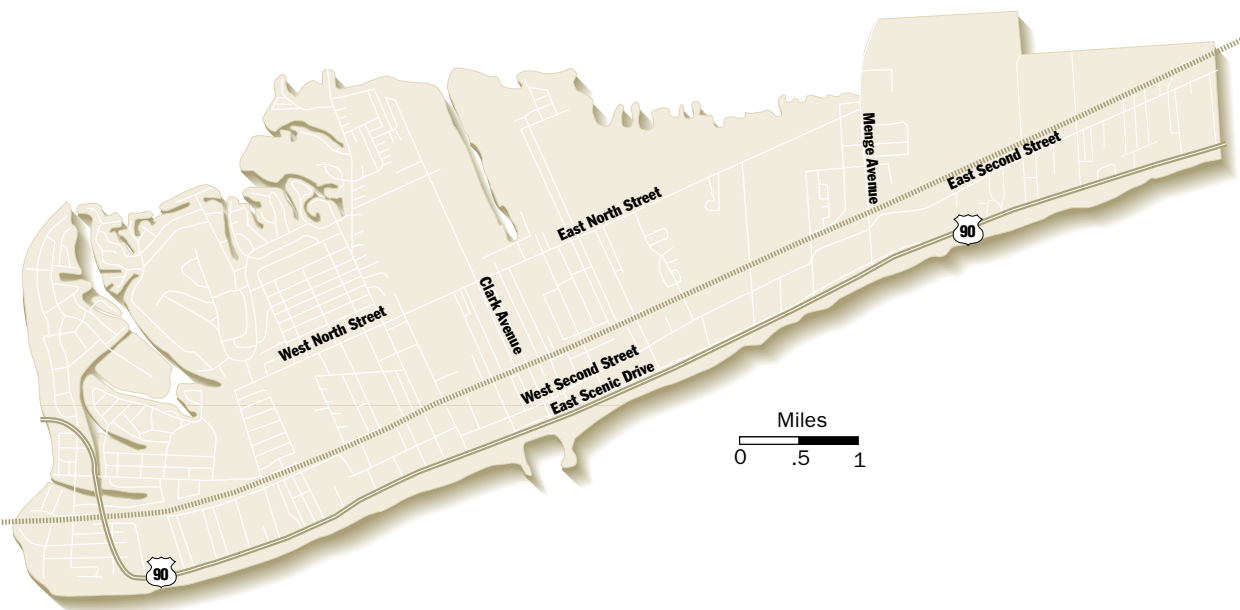 Menge Avenue
East Second Street
East North Street
90
Clark Avenue
West North Street
West Second Street
East Scenic Drive
Miles
0 .5 1
90